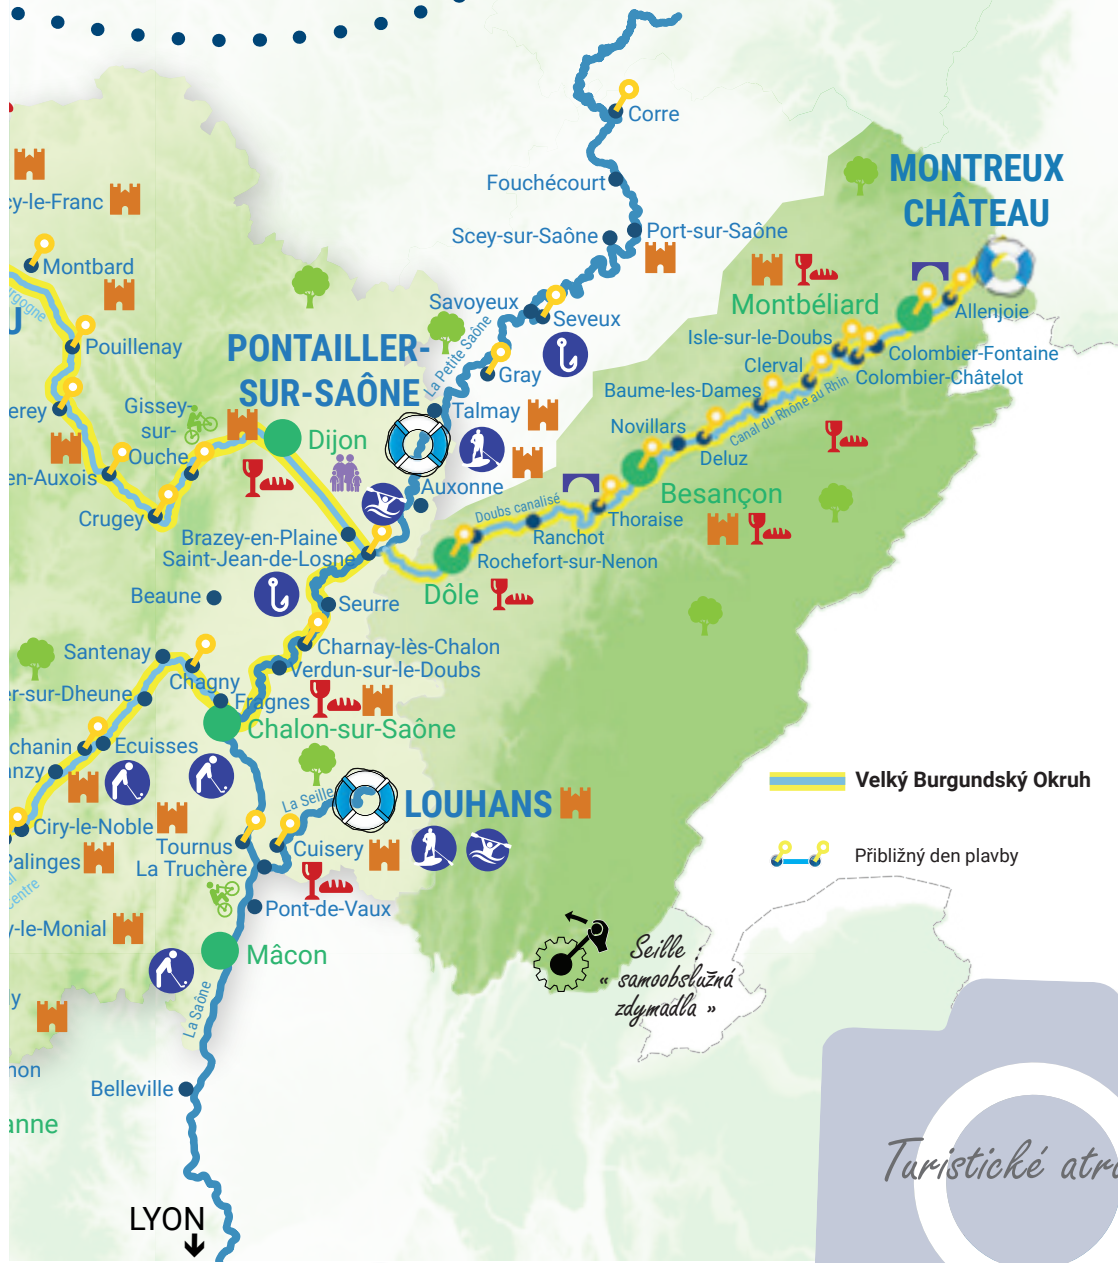 Corre
Fouchécourt
Scey-sur-Saône
Port-sur-Saône
MONTREUX
CHÂTEAU
cy-le-Franc
Montbard
Savoyeux
Seveux
La Petite Saône
Montbéliard
Allenjoie
Isle-sur-le-Doubs
Colombier-Fontaine
Clerval
Colombier-Châtelot
Baume-les-Dames
Canal du Rhône au Rhin
Novillars
Deluz
Pouillenay
PONTAILLER-
SUR-SAÔNE
Gray
Talmay
Gissey-
sur-
Ouche
erey
Dijon
en-Auxois
Auxonne
Besançon
Crugey
Doubs canalisé
Thoraise
Ranchot
Brazey-en-Plaine
Saint-Jean-de-Losne
Rochefort-sur-Nenon
Dôle
Beaune
Seurre
Charnay-lès-Chalon
Verdun-sur-le-Doubs
Santenay
Chagny
er-sur-Dheune
Fragnes
Chalon-sur-Saône
chanin
Ecuisses
anzy
La Seille
LOUHANS
Velký Burgundský Okruh
Ciry-le-Noble
Tournus
Cuisery
Přibližný den plavby
Palinges
La Truchère
Centre
Pont-de-Vaux
y-le-Monial
Mâcon
Seille :
« samoobslužná
zdymadla »
La Saône
y
non
Belleville
anne
Turistické atr
LYON